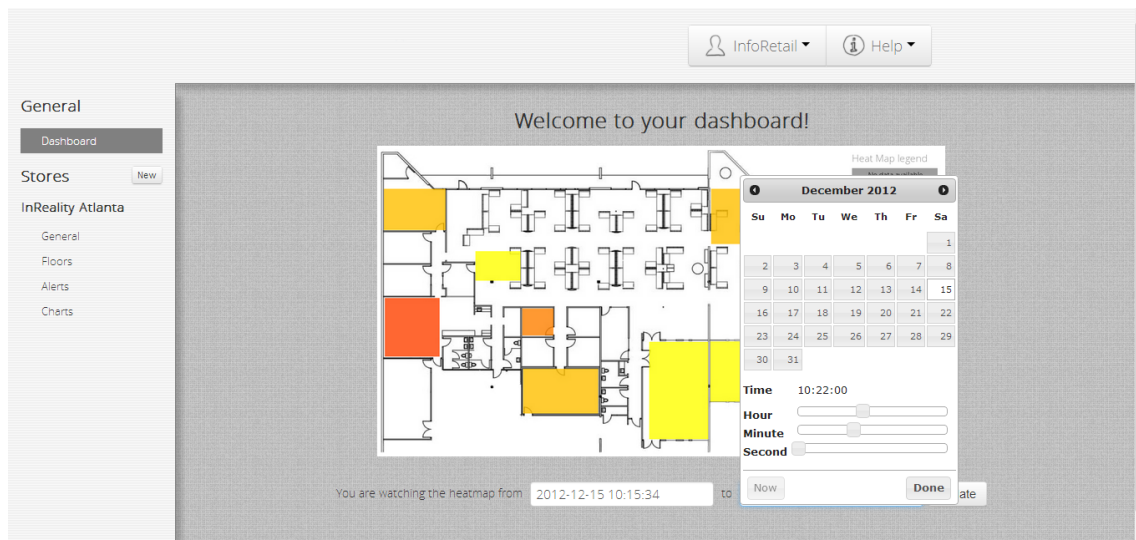 InfoRetail
Help
General
Dashboard
Stores New
InReality Atlanta
General
Floors
Alerts
Charts
Welcome to your dashboard!
Heat Map legend
No data available
December 2012
Su Mo Tu We Th Fr Sa
1
2 3 4 5 6 7 8
9 10 11 12 13 14 15
16 17 18 19 20 21 22
23 24 25 26 27 28 29
30 31
Time 10:22:00
Hour
Minute
Second
Now Done
You are watching the heatmap from 2012-12-15 10:15:34 to ate